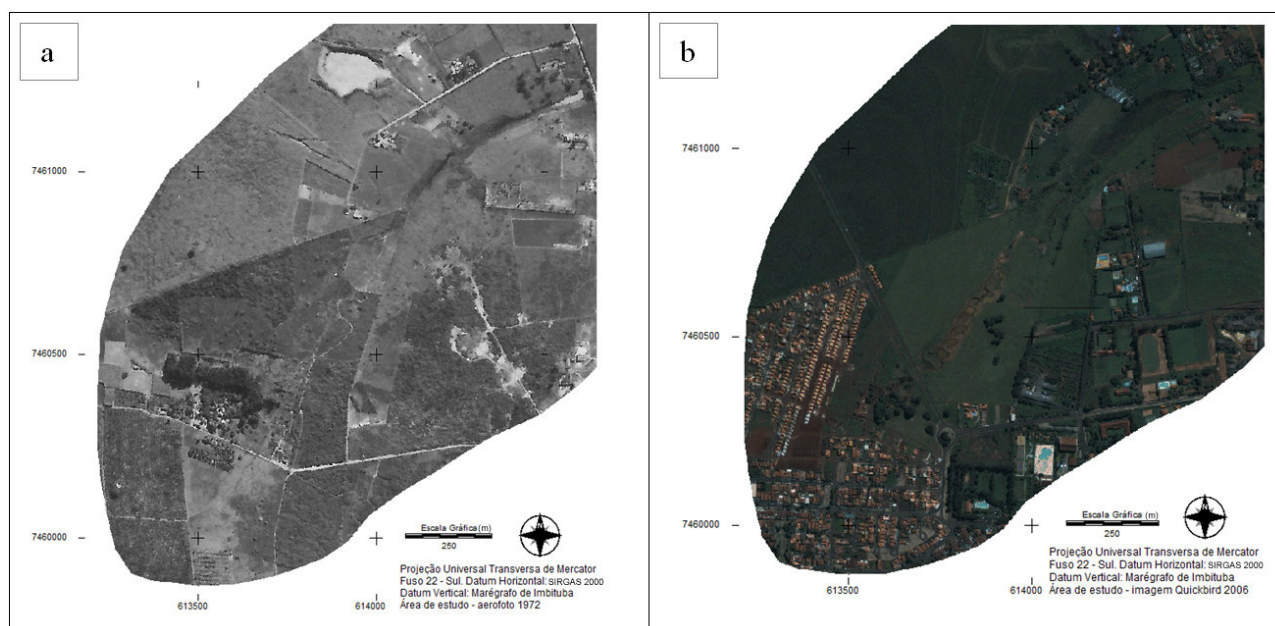 a
7461000
7460500
7460000
613500
614000
Escala Gráfica (m)
250
Projeção Universal Transversa de Mercator
Fuso 22 - Sul. Datum Horizontal: SIRGAS 2000
Datum Vertical: Marégrafo de Imbituba
Área de estudo - aerofoto 1972
b
7461000
7460500
7460000
613500
614000
Escala Gráfica (m)
250
Projeção Universal Transversa de Mercator
Fuso 22 - Sul. Datum Horizontal: SIRGAS 2000
Datum Vertical: Marégrafo de Imbituba
Área de estudo - imagem Quickbird 2006